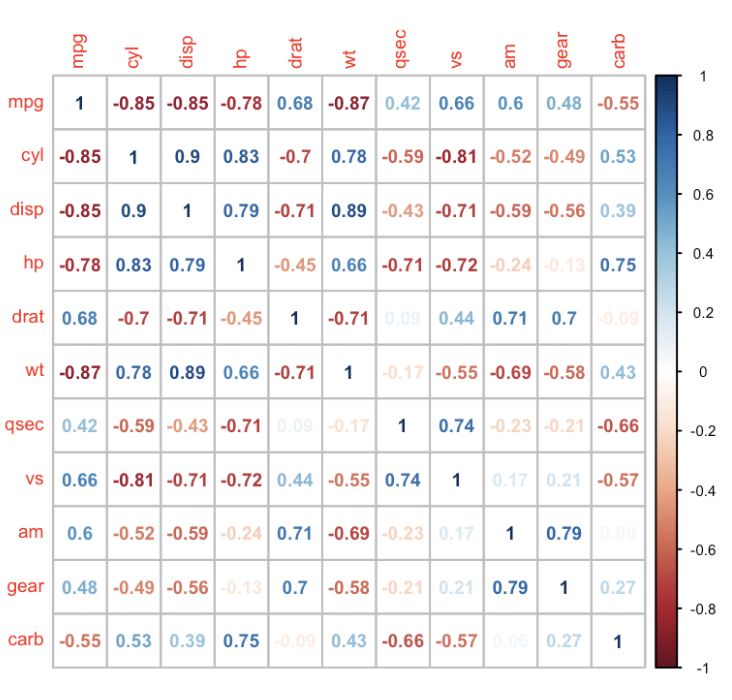 mpg cyl disp hp drat wt qsec vs am gear carb
mpg 1 -0.85 -0.85 -0.78 0.68 -0.87 0.42 0.66 0.6 0.48 -0.55
cyl -0.85 1 0.9 0.83 -0.7 0.78 -0.59 -0.81 -0.52 -0.49 0.53
disp -0.85 0.9 1 0.79 -0.71 0.89 -0.43 -0.71 -0.59 -0.56 0.39
hp -0.78 0.83 0.79 1 -0.45 0.66 -0.71 -0.72 -0.24 -0.13 0.75
drat 0.68 -0.7 -0.71 -0.45 1 -0.71 0.09 0.44 0.71 0.7 -0.09
wt -0.87 0.78 0.89 0.66 -0.71 1 -0.17 -0.55 -0.69 -0.58 0.43
qsec 0.42 -0.59 -0.43 -0.71 0.09 -0.17 1 0.74 -0.23 -0.21 -0.66
vs 0.66 -0.81 -0.71 -0.72 0.44 -0.55 0.74 1 0.17 0.21 -0.57
am 0.6 -0.52 -0.59 -0.24 0.71 -0.69 -0.23 0.17 1 0.79 0.06
gear 0.48 -0.49 -0.56 -0.13 0.7 -0.58 -0.21 0.21 0.79 1 0.27
carb -0.55 0.53 0.39 0.75 -0.09 0.43 -0.66 -0.57 0.06 0.27 1
1
0.8
0.6
0.4
0.2
0
-0.2
-0.4
-0.6
-0.8
-1